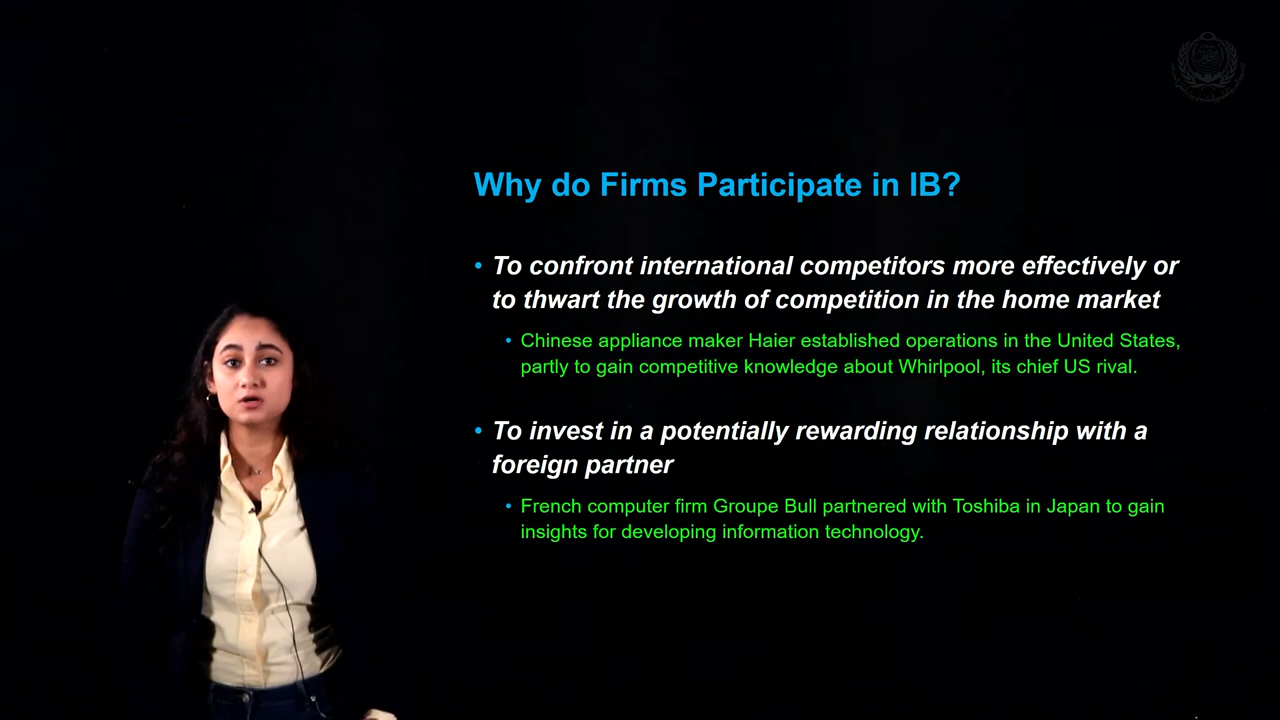 Why do Firms Participate in IB?
• To confront international competitors more effectively or
to thwart the growth of competition in the home market
• Chinese appliance maker Haier established operations in the United States,
partly to gain competitive knowledge about Whirlpool, its chief US rival.
• To invest in a potentially rewarding relationship with a
foreign partner
• French computer firm Groupe Bull partnered with Toshiba in Japan to gain
insights for developing information technology.